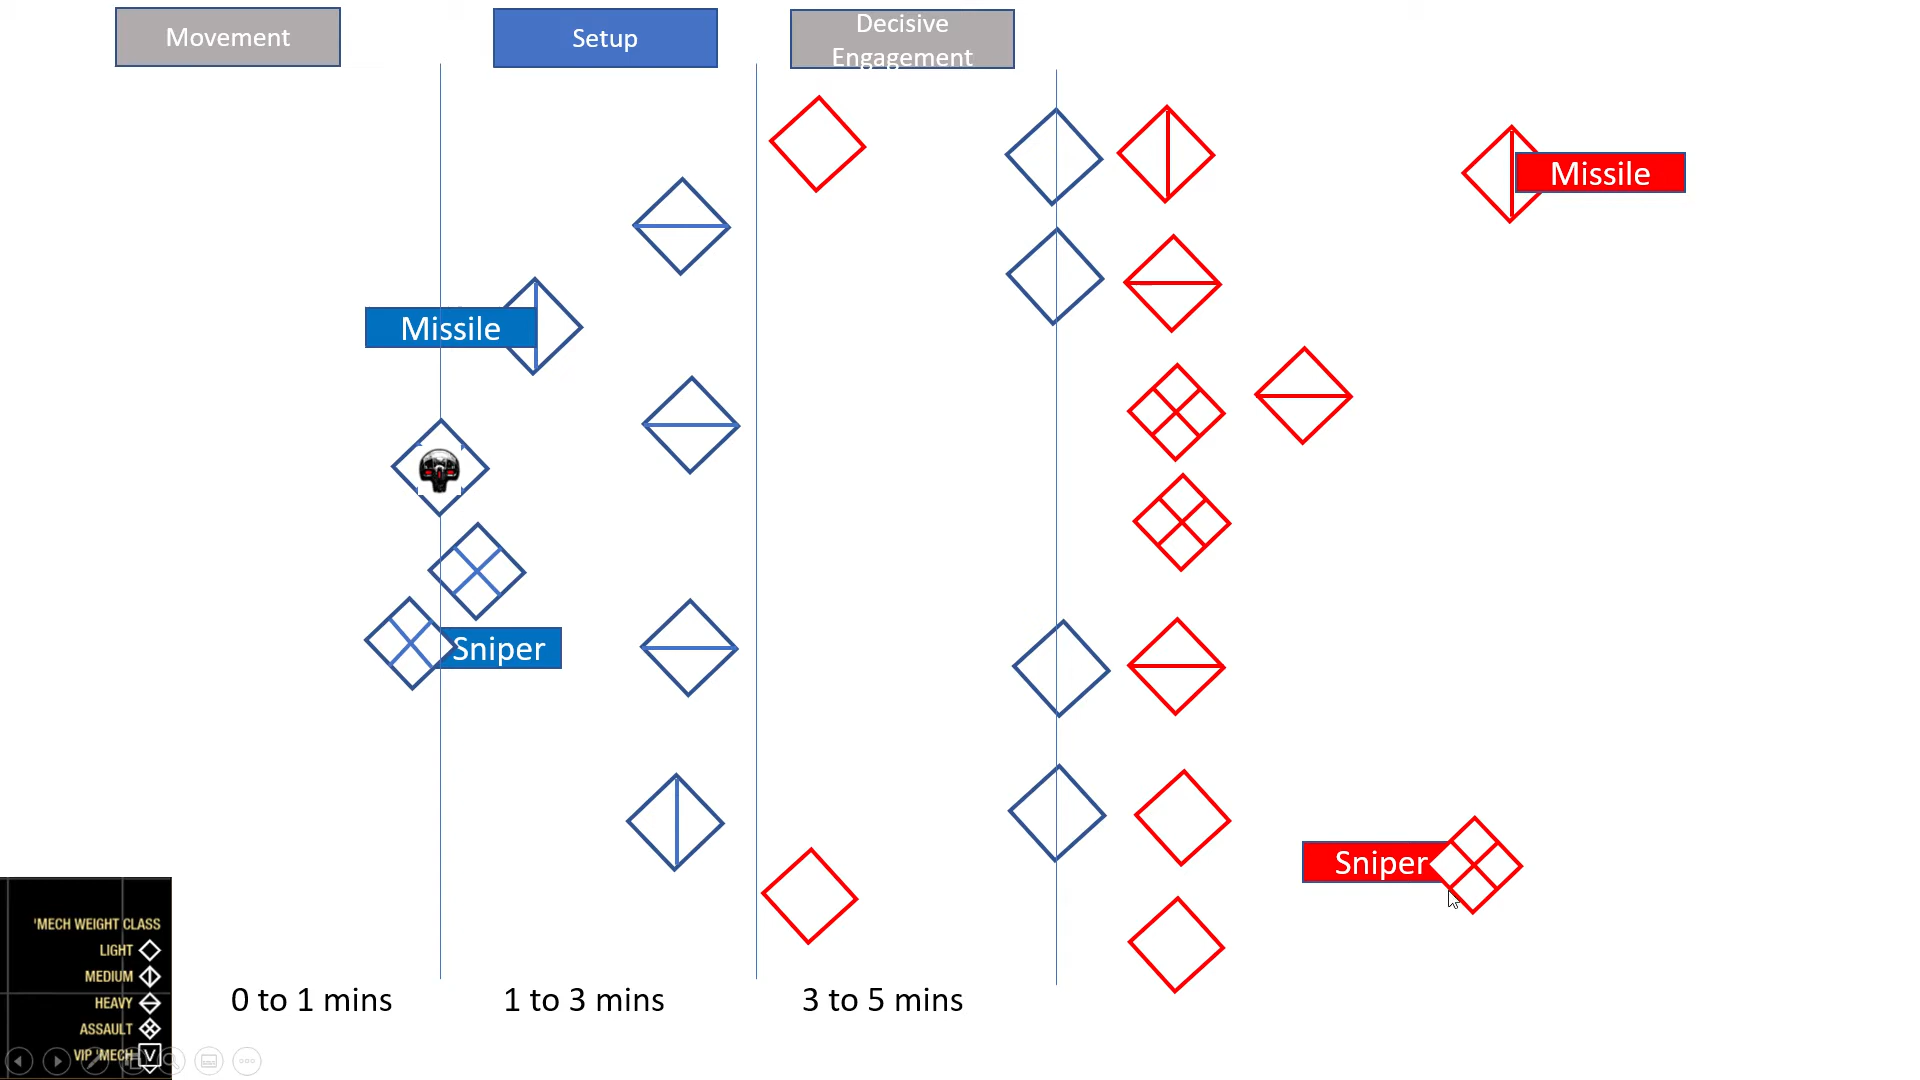 Movement
Setup
Decisive
Engagement
Missile
Missile
Sniper
Sniper
'MECH WEIGHT CLASS
LIGHT
MEDIUM
HEAVY
ASSAULT
VIP 'MECH V
0 to 1 mins
1 to 3 mins
3 to 5 mins